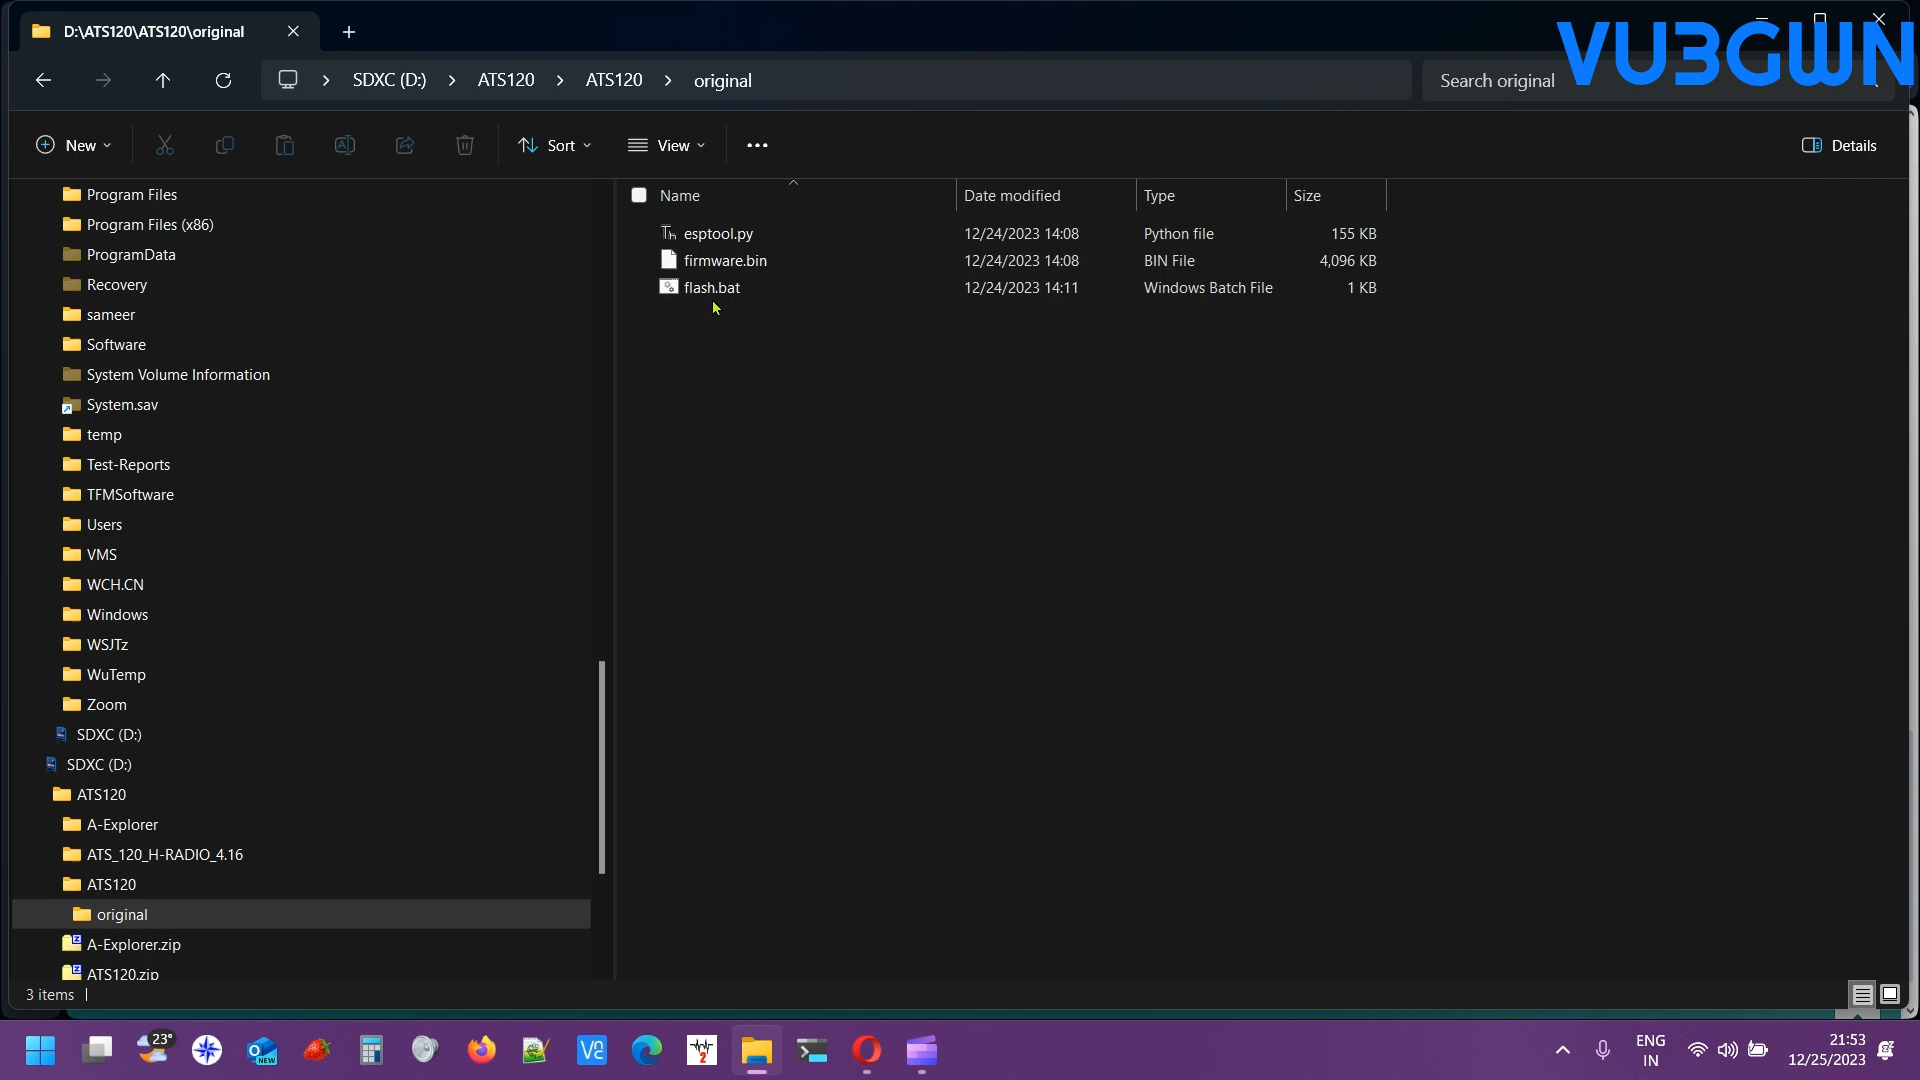 D:\ATS120\ATS120\original
VU3GWN
SDXC (D:) > ATS120 > ATS120 > original
Search original
New
Sort
View
Details
Name Date modified Type Size
esptool.py 12/24/2023 14:08 Python file 155 KB
firmware.bin 12/24/2023 14:08 BIN File 4,096 KB
flash.bat 12/24/2023 14:11 Windows Batch File 1 KB
Program Files
Program Files (x86)
ProgramData
Recovery
sameer
Software
System Volume Information
System.sav
temp
Test-Reports
TFMSoftware
Users
VMS
WCH.CN
Windows
WSJTz
WuTemp
Zoom
SDXC (D:)
SDXC (D:)
ATS120
A-Explorer
ATS_120_H-RADIO_4.16
ATS120
original
A-Explorer.zip
ATS120.zip
3 items
23°
NEW
2
ENG
IN
21:53
12/25/2023